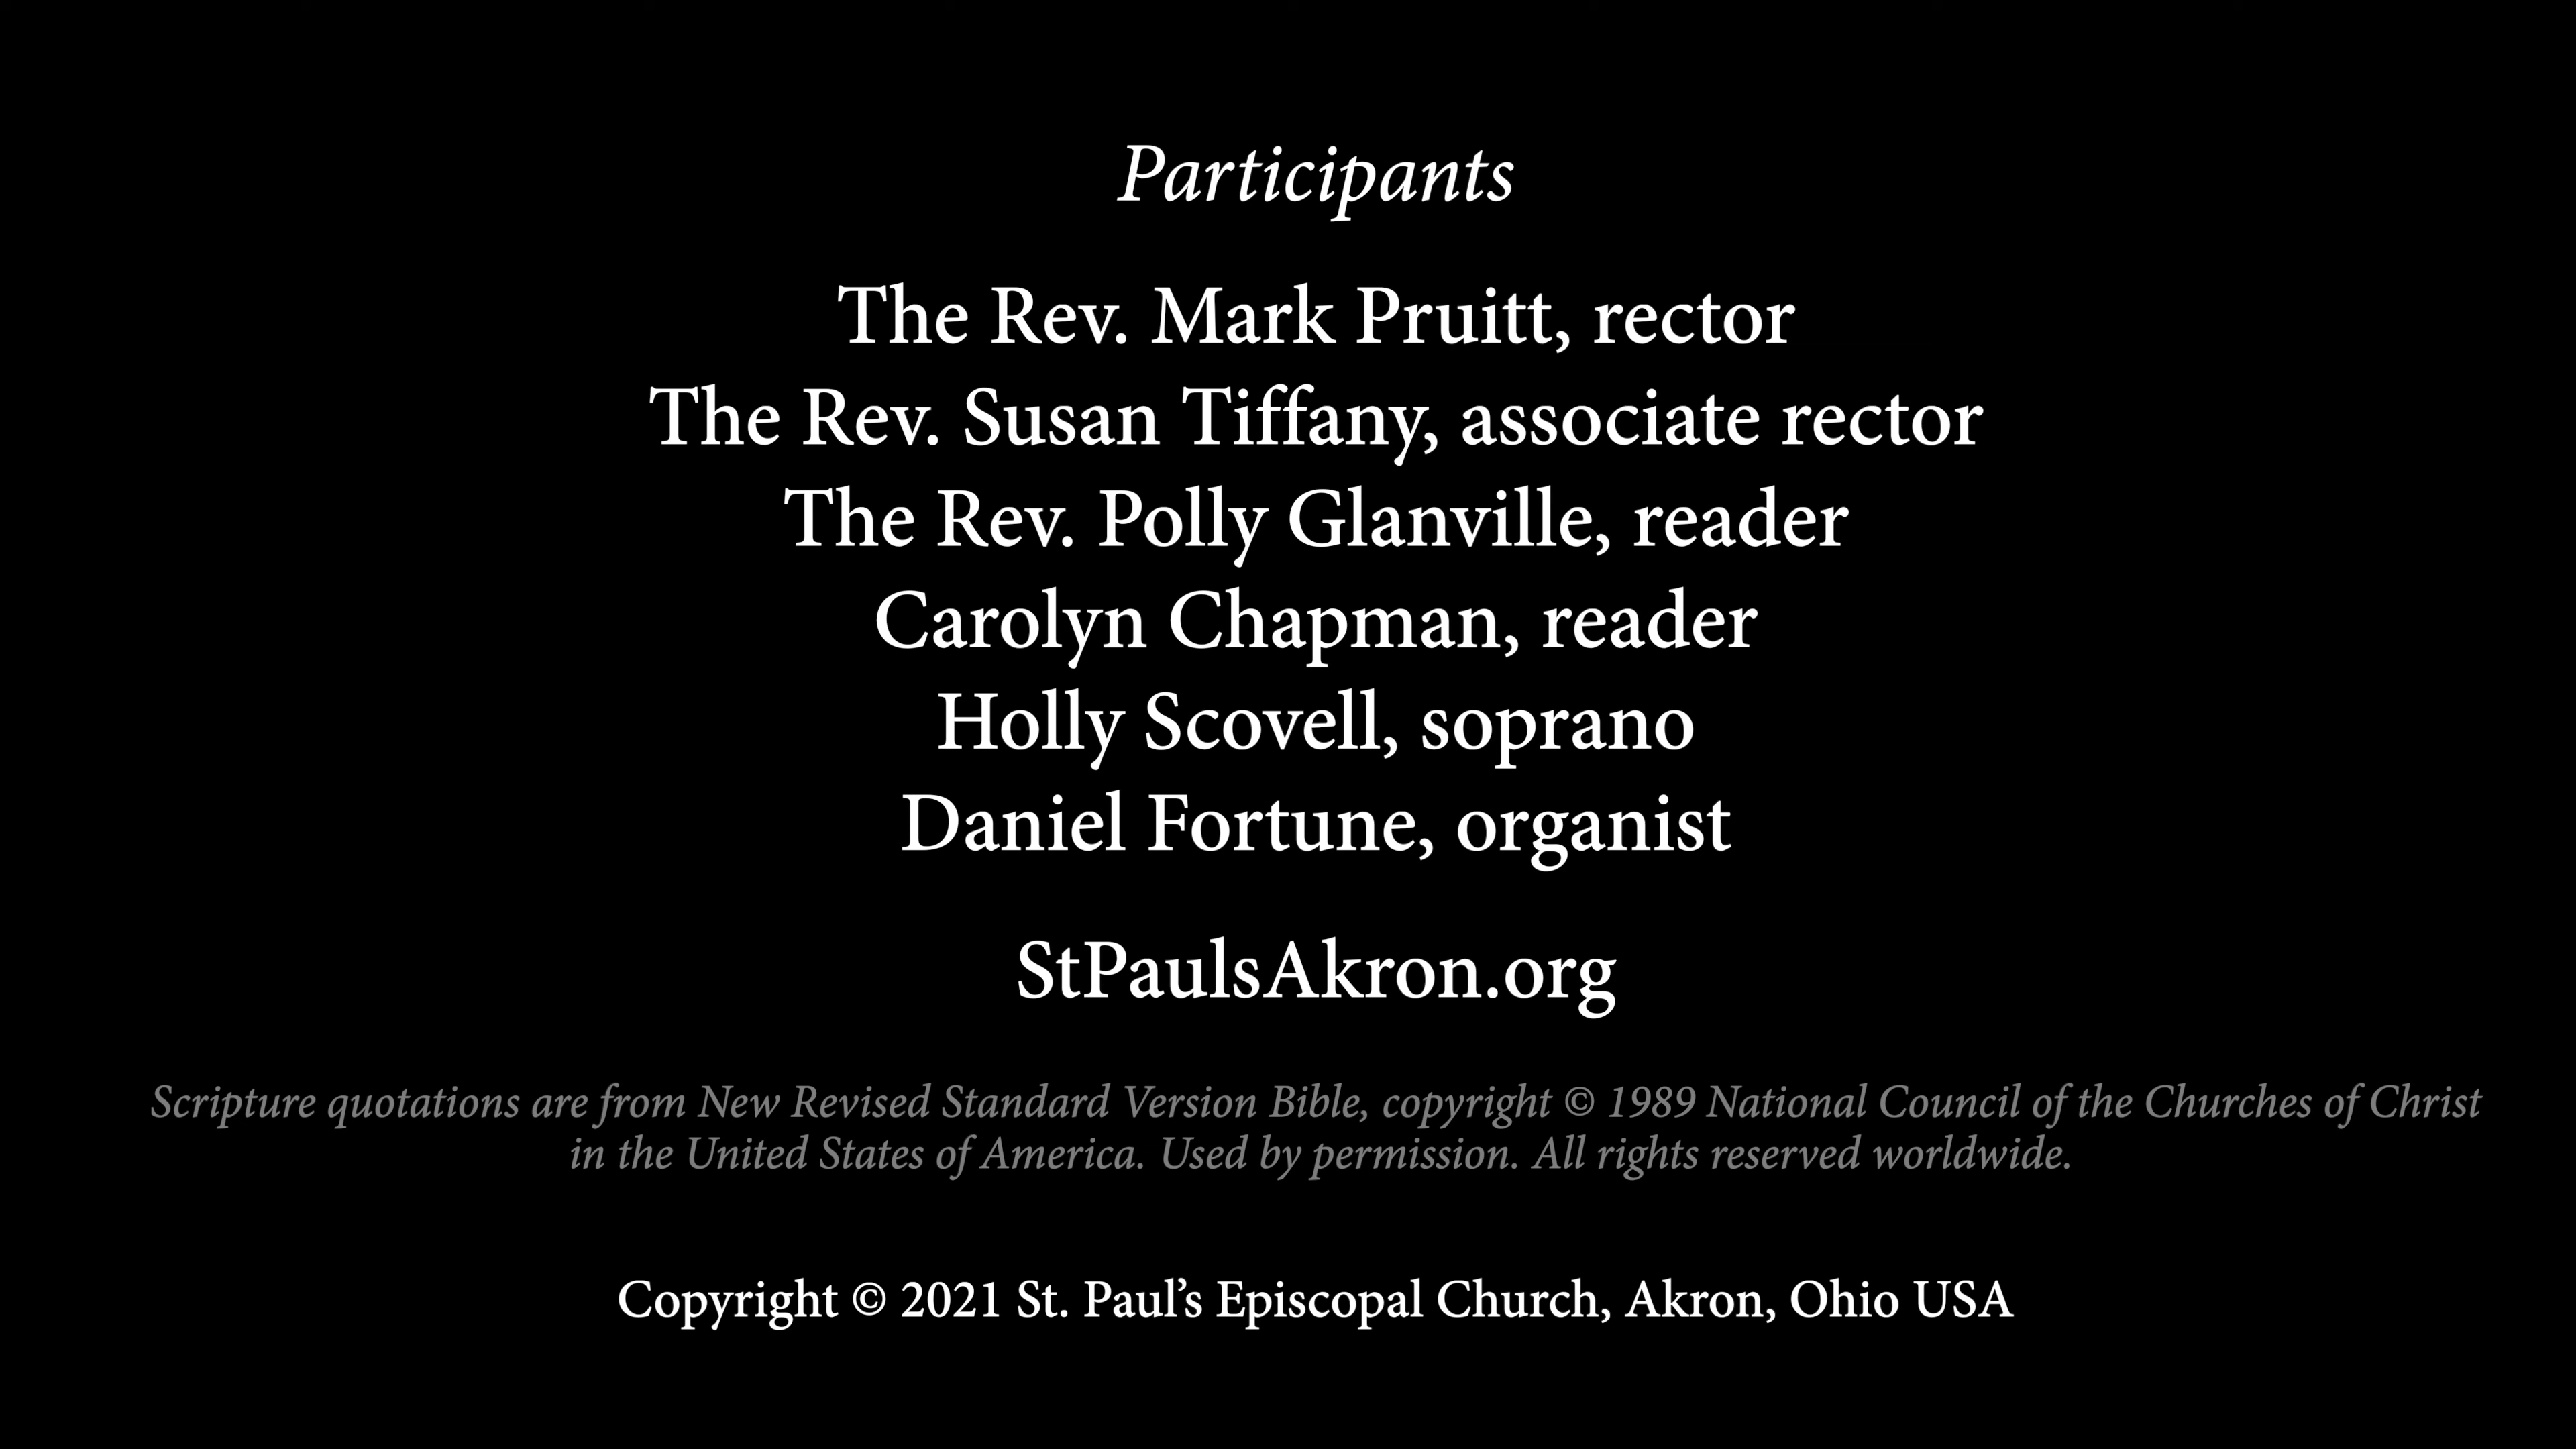 Participants
The Rev. Mark Pruitt, rector
The Rev. Susan Tiffany, associate rector
The Rev. Polly Glanville, reader
Carolyn Chapman, reader
Holly Scovell, soprano
Daniel Fortune, organist
StPaulsAkron.org
Scripture quotations are from New Revised Standard Version Bible, copyright © 1989 National Council of the Churches of Christ
in the United States of America. Used by permission. All rights reserved worldwide.
Copyright © 2021 St. Paul’s Episcopal Church, Akron, Ohio USA